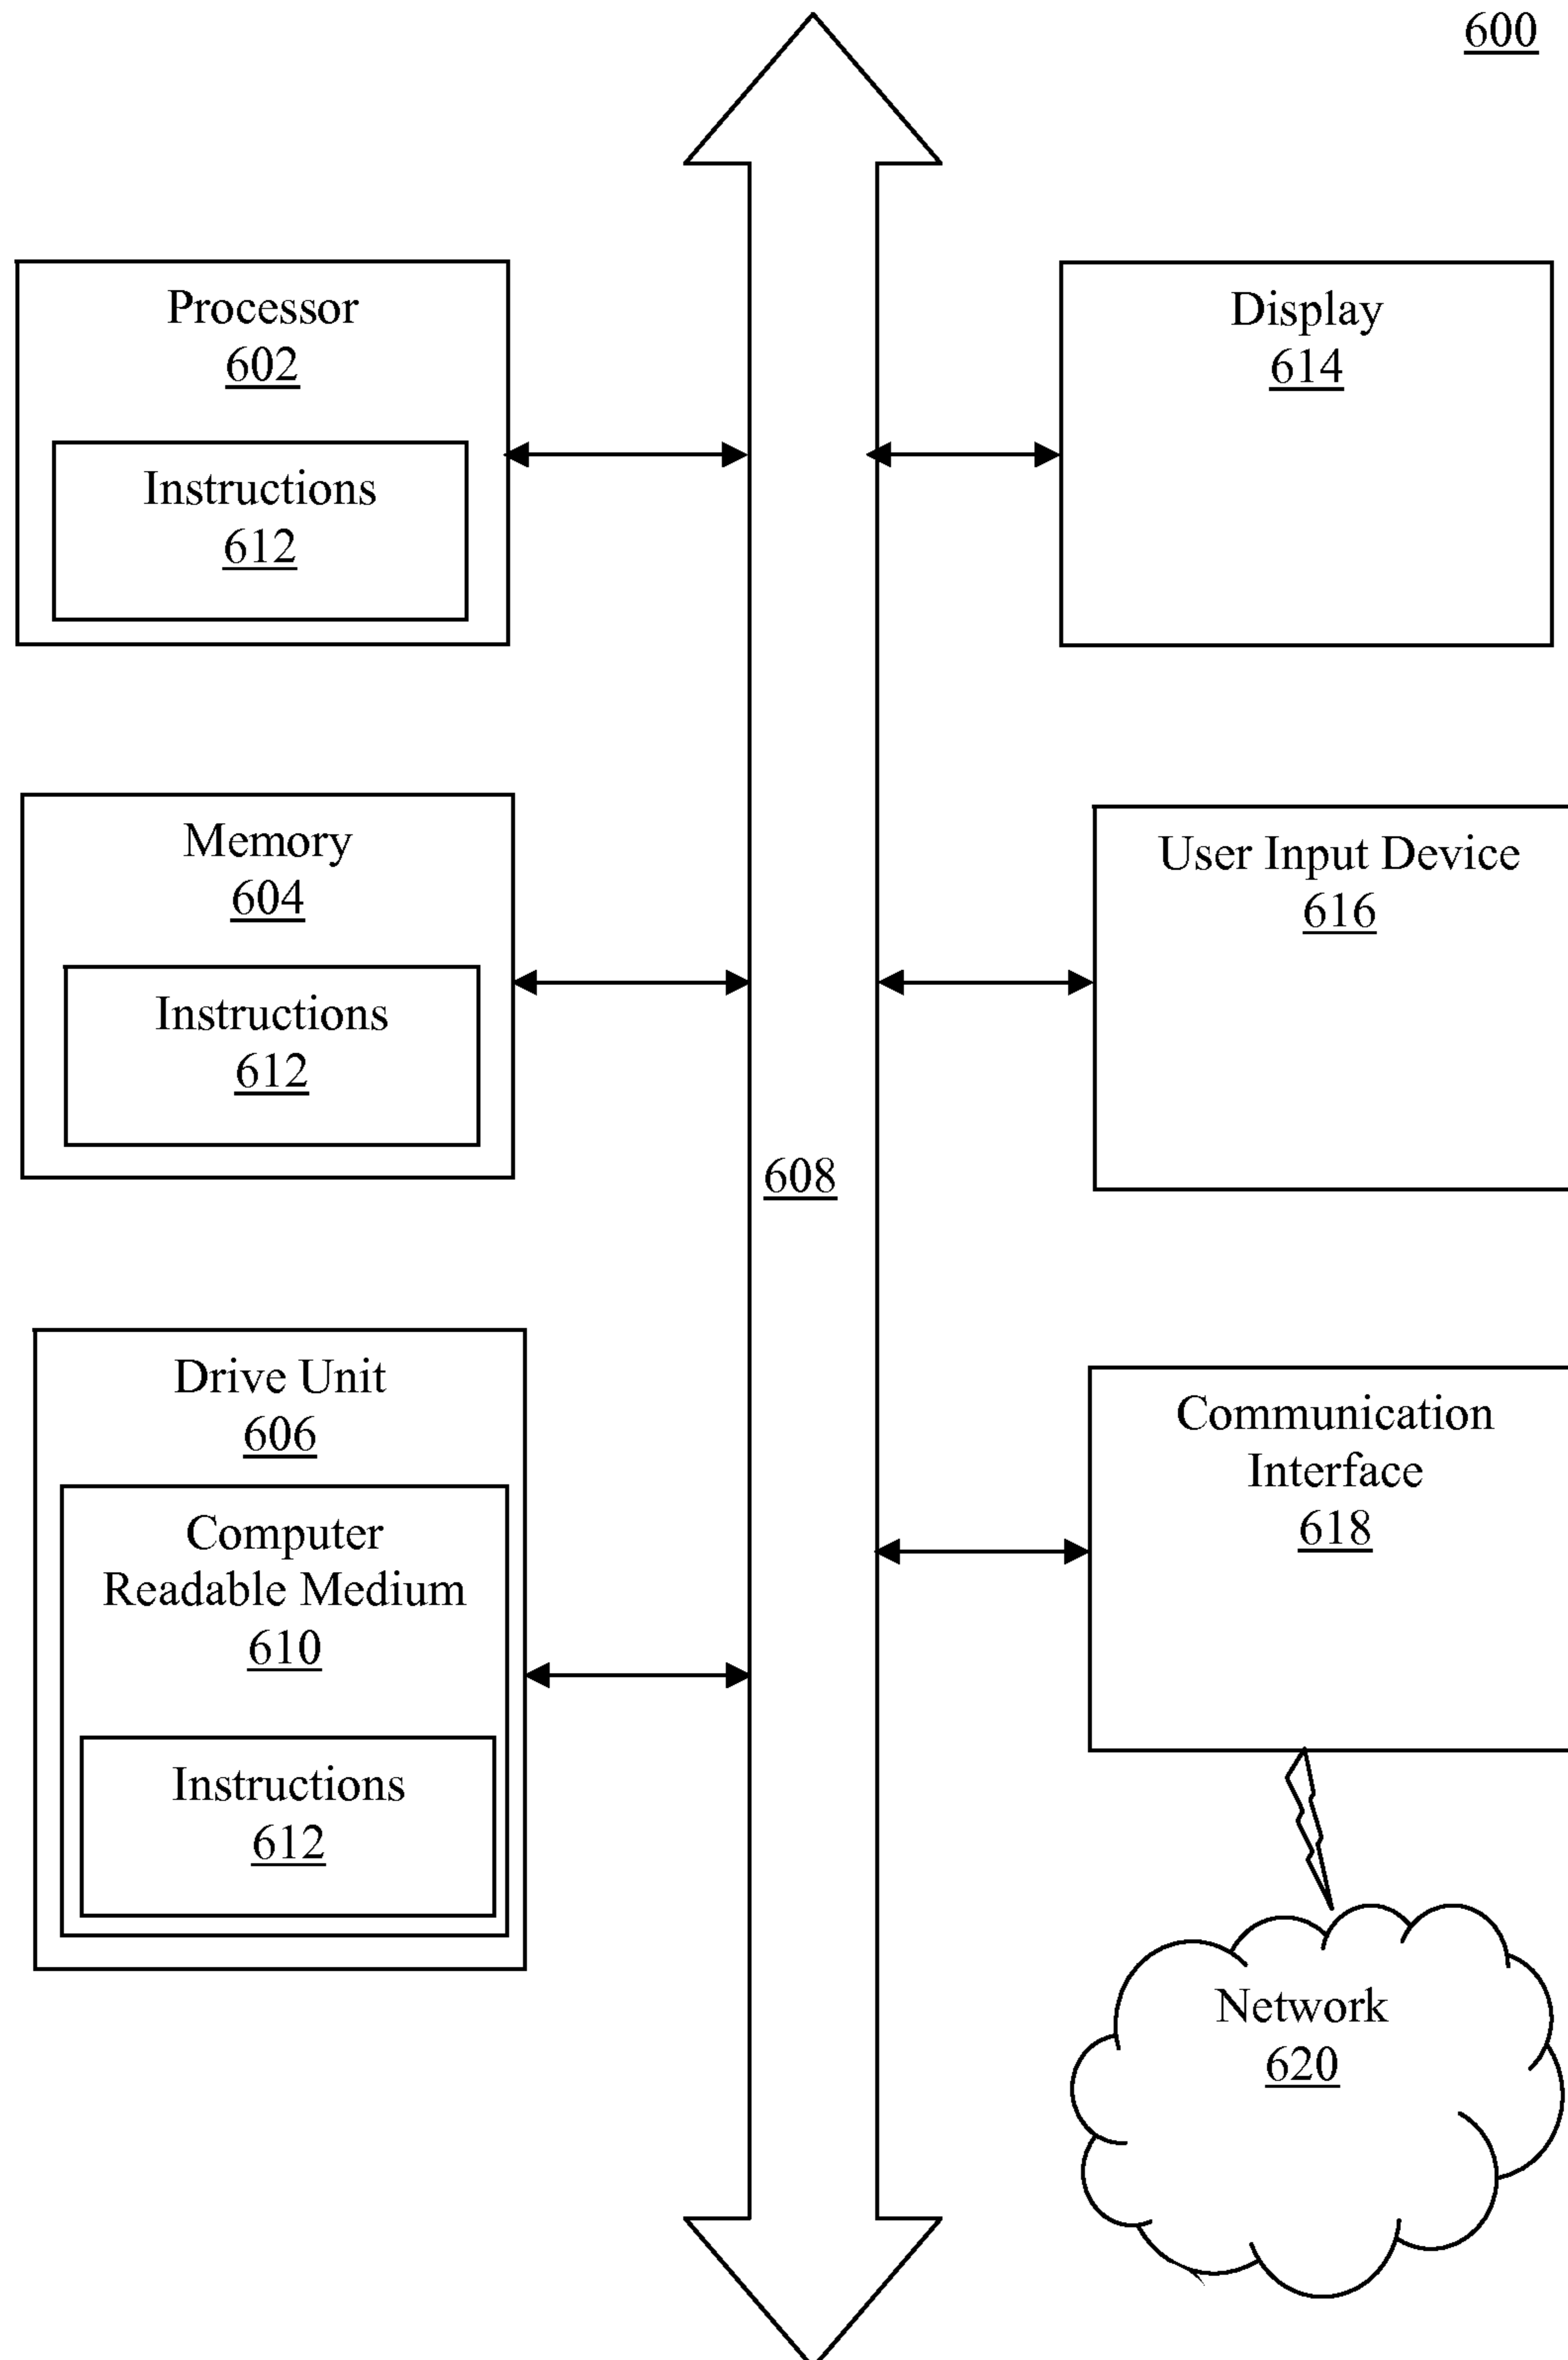 600
Processor
602
Instructions
612
Memory
604
Instructions
612
Drive Unit
606
Computer
Readable Medium
610
Instructions
612
608
Display
614
User Input Device
616
Communication
Interface
618
Network
620